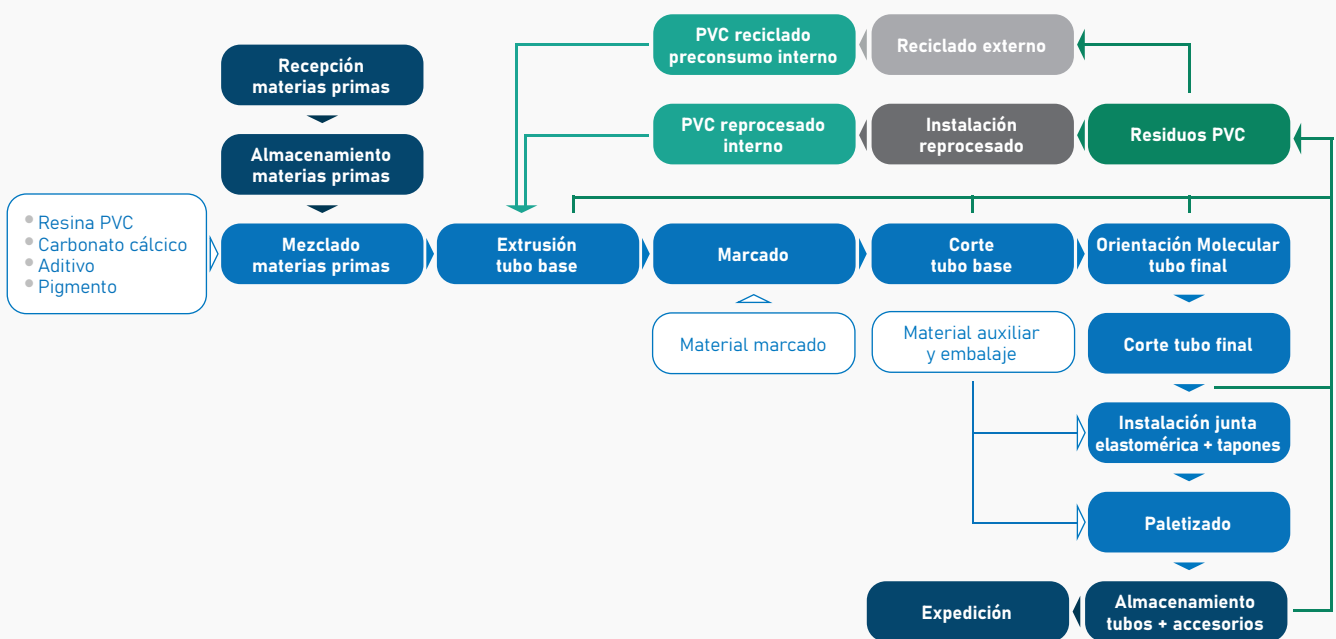 PVC reciclado
preconsumo interno
Reciclado externo
Recepción
materias primas
PVC reprocesado
interno
Instalación
reprocesado
Residuos PVC
Almacenamiento
materias primas
Resina PVC
Carbonato cálcico
Aditivo
Pigmento
Mezclado
materias primas
Extrusión
tubo base
Marcado
Corte
tubo base
Orientación Molecular
tubo final
Material marcado
Material auxiliar
y embalaje
Corte tubo final
Instalación junta
elastomérica + tapones
Paletizado
Expedición
Almacenamiento
tubos + accesorios